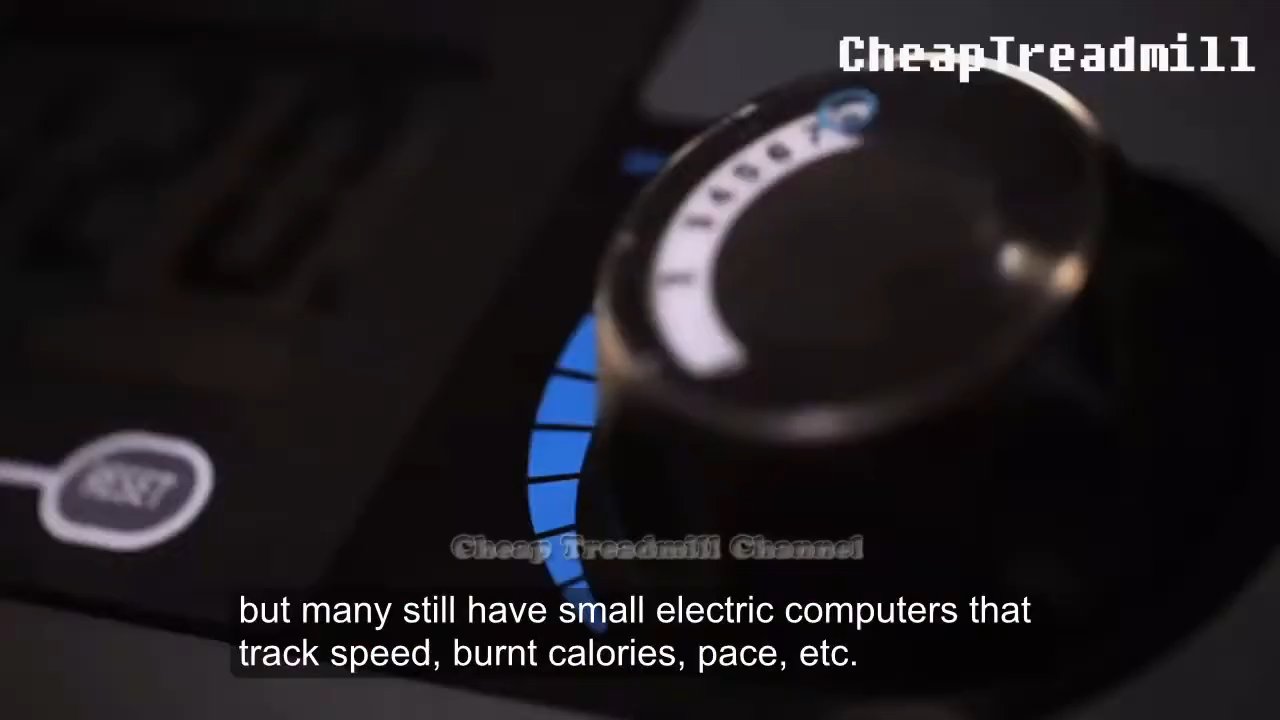 CheapTreadmill
RESET
Cheap Treadmill Channel
but many still have small electric computers that
track speed, burnt calories, pace, etc.